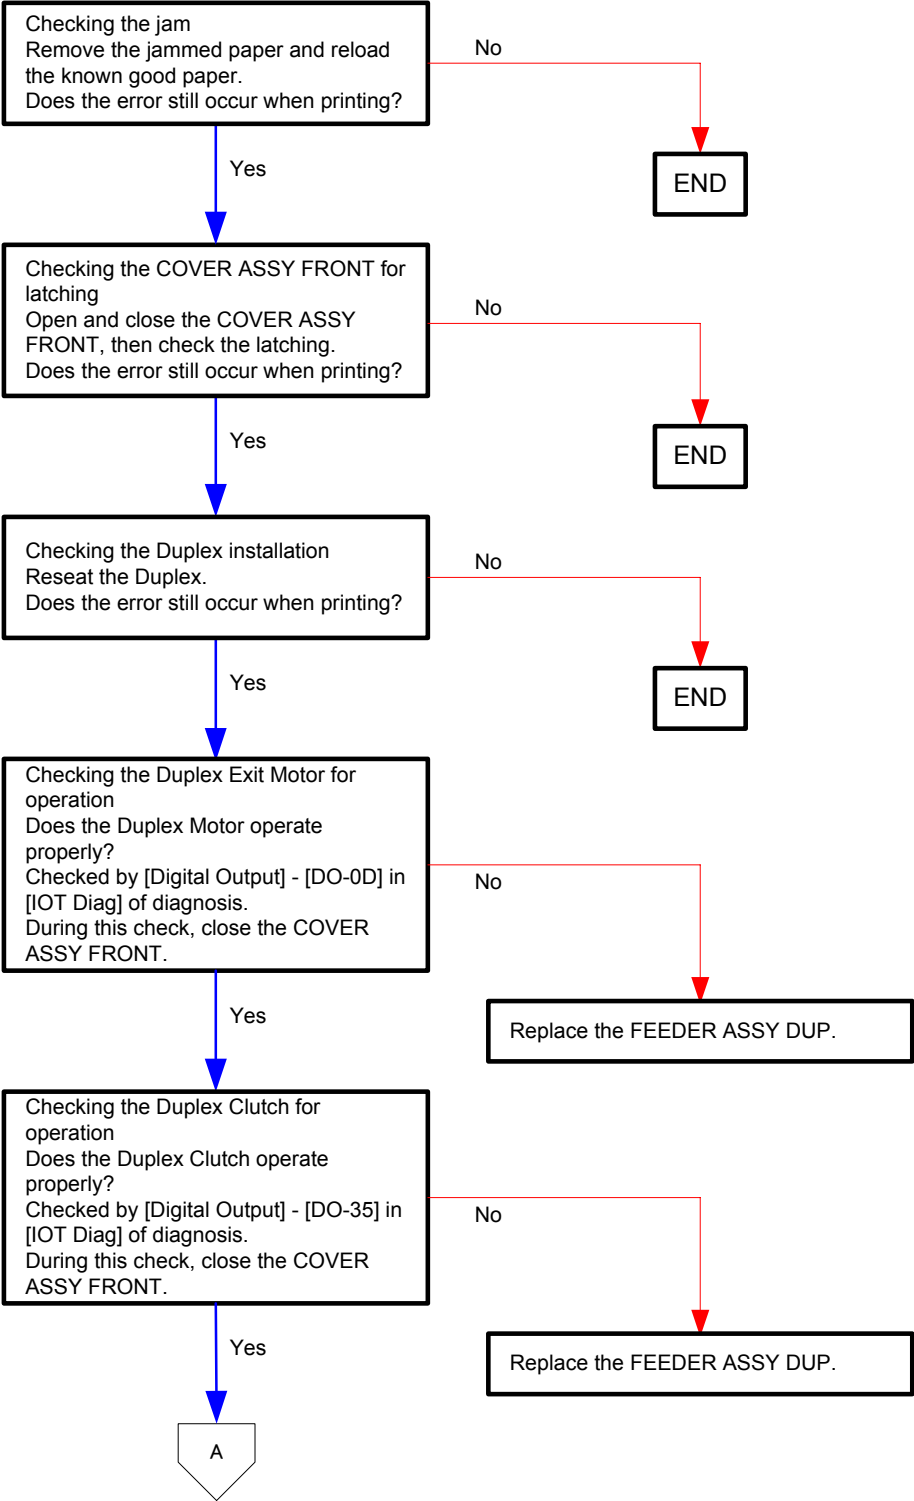 Checking the jam
Remove the jammed paper and reload
the known good paper.
Does the error still occur when printing?
No
END
Yes
Checking the COVER ASSY FRONT for
latching
Open and close the COVER ASSY
FRONT, then check the latching.
Does the error still occur when printing?
No
END
Yes
Checking the Duplex installation
Reseat the Duplex.
Does the error still occur when printing?
No
END
Yes
Checking the Duplex Exit Motor for
operation
Does the Duplex Motor operate
properly?
Checked by [Digital Output] - [DO-0D] in
[IOT Diag] of diagnosis.
During this check, close the COVER
ASSY FRONT.
No
Replace the FEEDER ASSY DUP.
Yes
Checking the Duplex Clutch for
operation
Does the Duplex Clutch operate
properly?
Checked by [Digital Output] - [DO-35] in
[IOT Diag] of diagnosis.
During this check, close the COVER
ASSY FRONT.
No
Replace the FEEDER ASSY DUP.
Yes
A